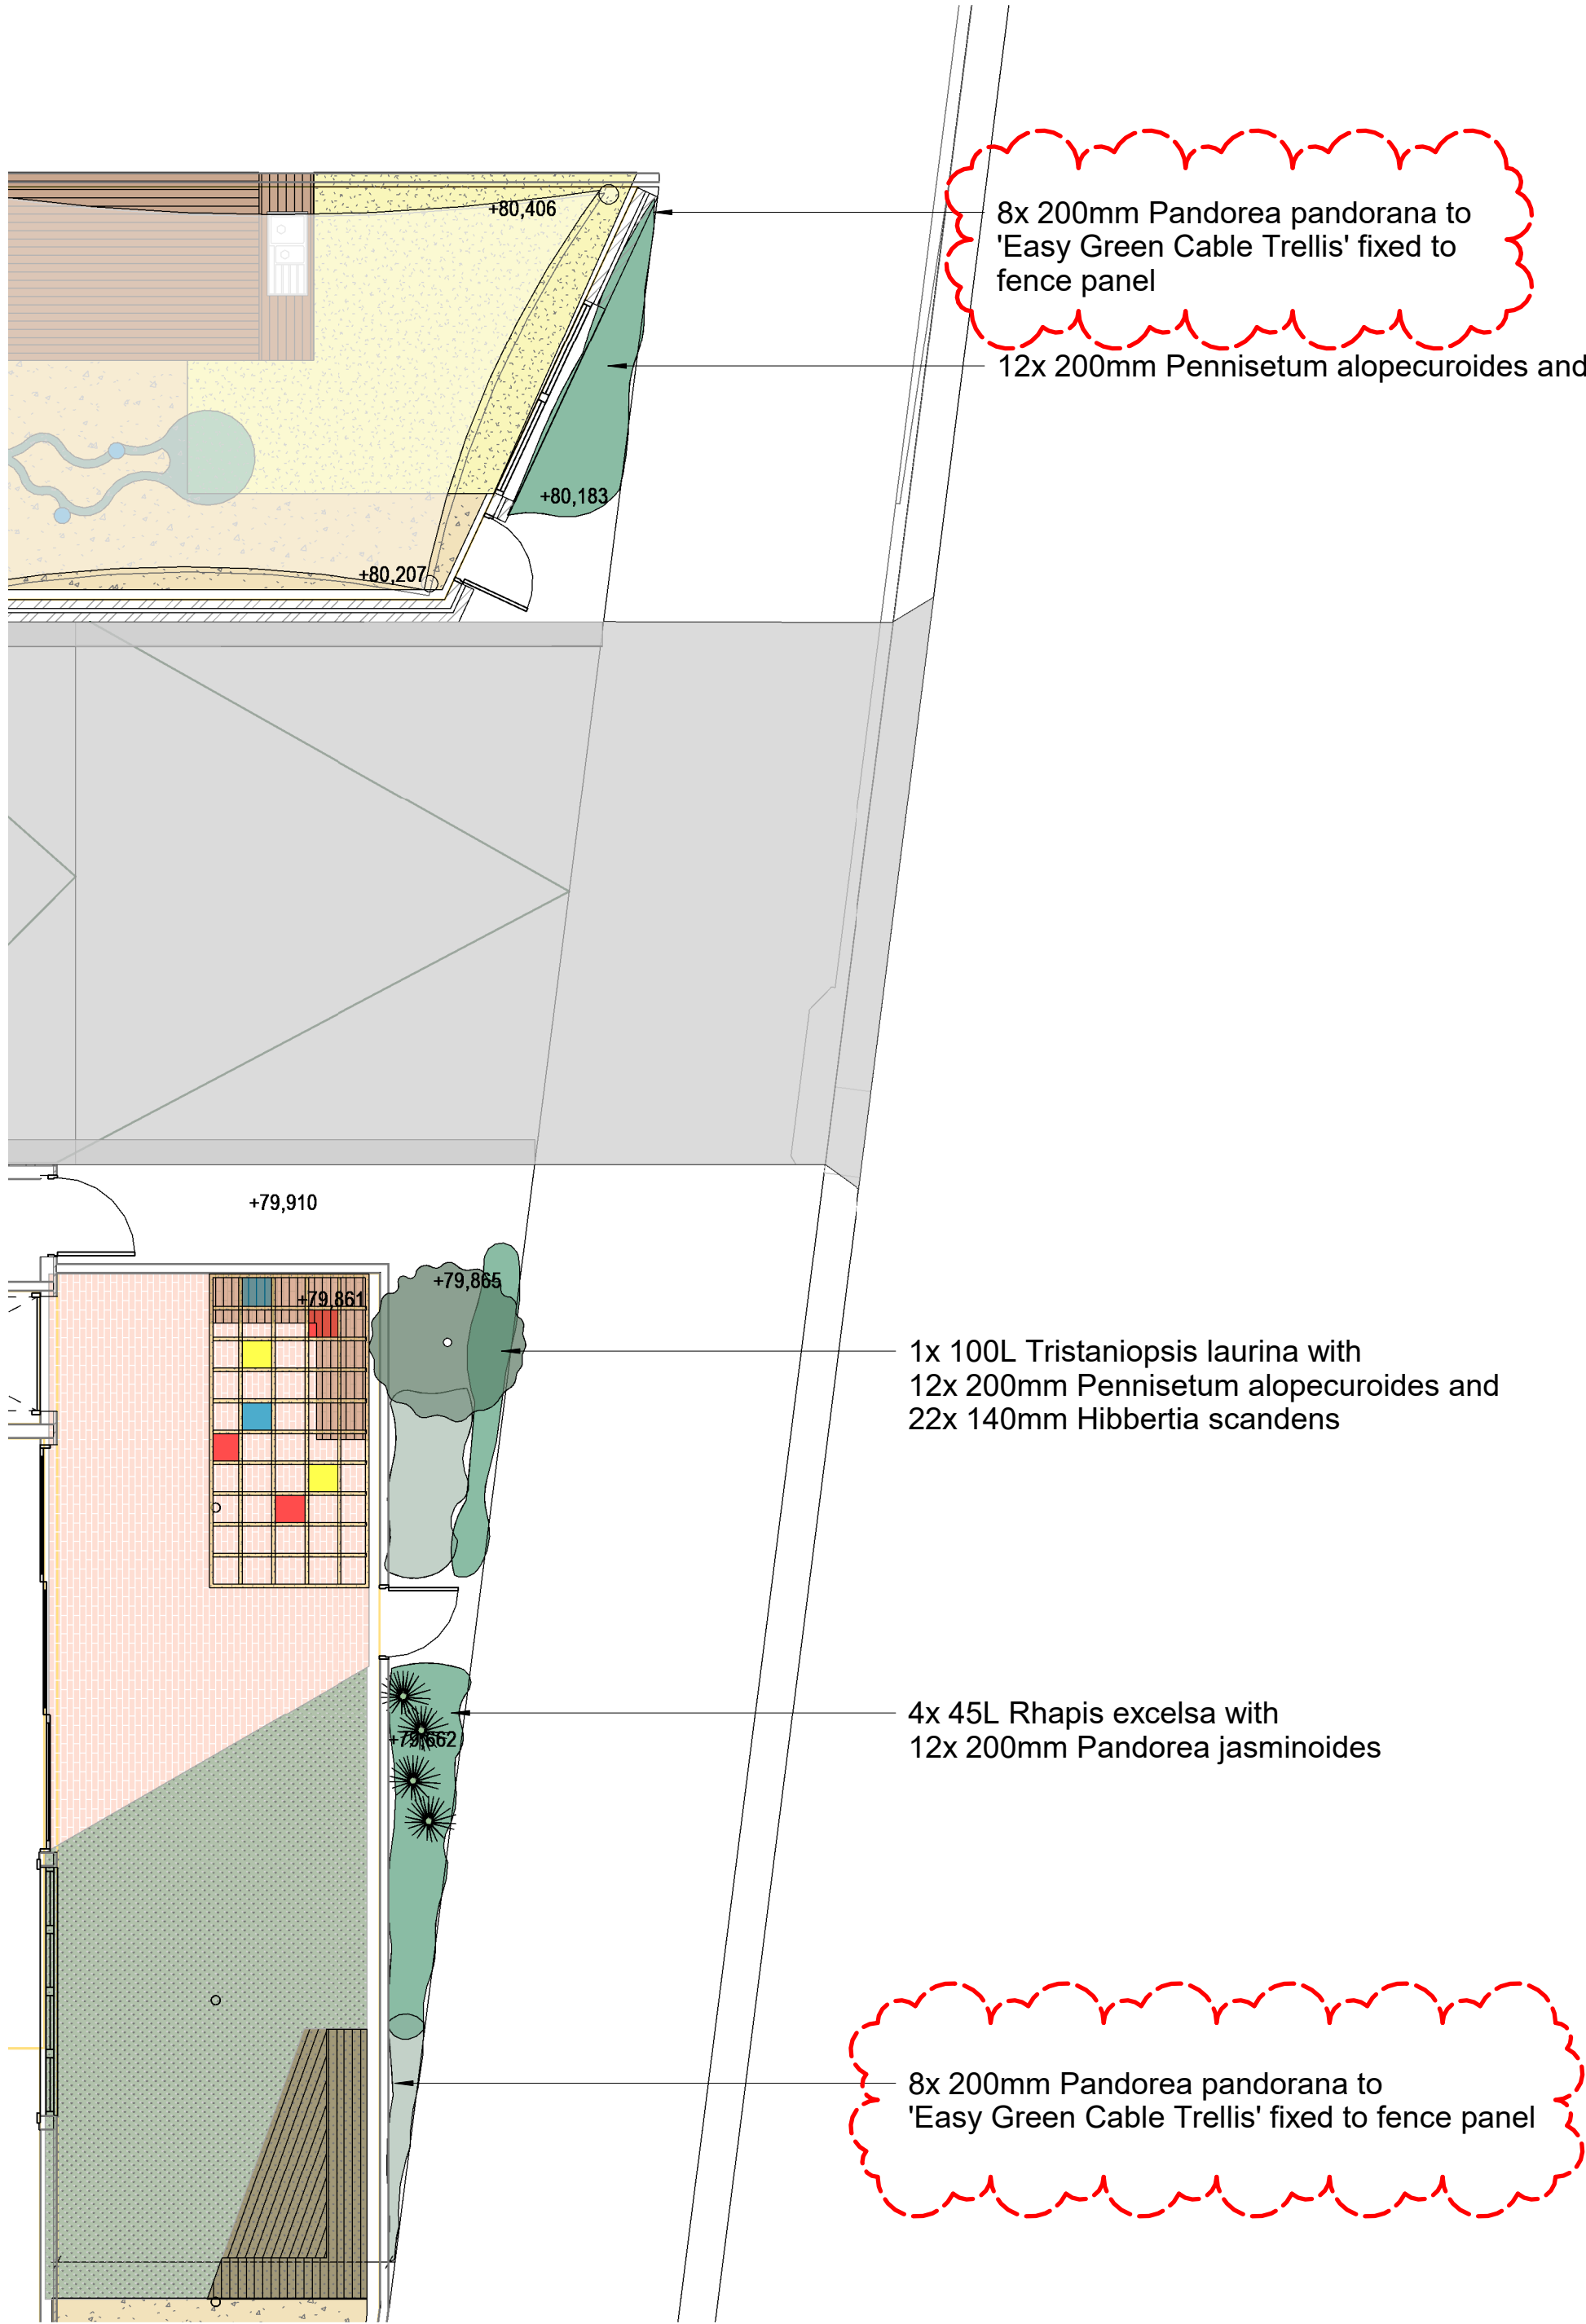 +80,406
8x 200mm Pandorea pandorana to
'Easy Green Cable Trellis' fixed to
fence panel
12x 200mm Pennisetum alopecuroides and
+80,183
+80,207
+79,910
+79,865
+79,861
1x 100L Tristaniopsis laurina with
12x 200mm Pennisetum alopecuroides and
22x 140mm Hibbertia scandens
4x 45L Rhapis excelsa with
+79,662
12x 200mm Pandorea jasminoides
8x 200mm Pandorea pandorana to
'Easy Green Cable Trellis' fixed to fence panel